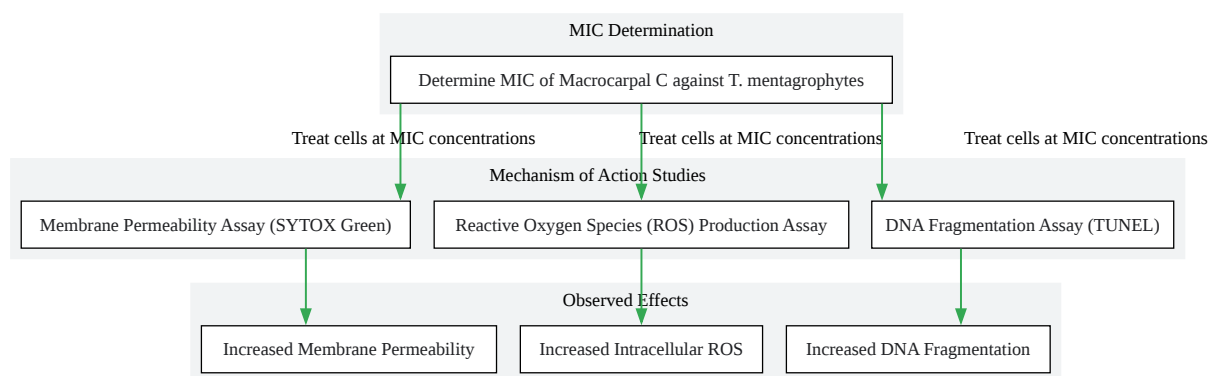 MIC Determination
Determine MIC of Macrocarpal C against T. mentagrophytes
Treat cells at MIC concentrations
Treat cells at MIC concentrations
Treat cells at MIC concentrations
Mechanism of Action Studies
Membrane Permeability Assay (SYTOX Green)
Reactive Oxygen Species (ROS) Production Assay
DNA Fragmentation Assay (TUNEL)
Observed Effects
Increased Membrane Permeability
Increased Intracellular ROS
Increased DNA Fragmentation